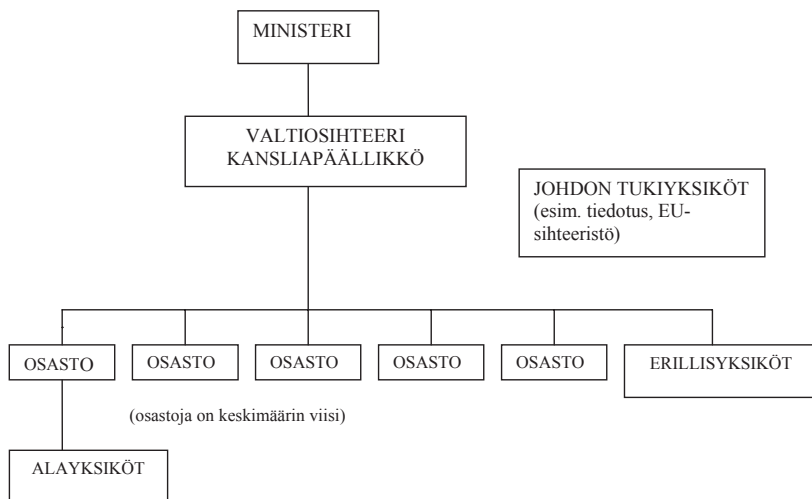 MINISTERI
VALTIOSIHTEERI
KANSLIAPÄÄLLIKKÖ
JOHDON TUKIYKSIKÖT
(esim. tiedotus, EU-
sihteeristö)
OSASTO
OSASTO
OSASTO
OSASTO
OSASTO
ERILLISYKSIKÖT
(osastoja on keskimäärin viisi)
ALAYKSIKÖT